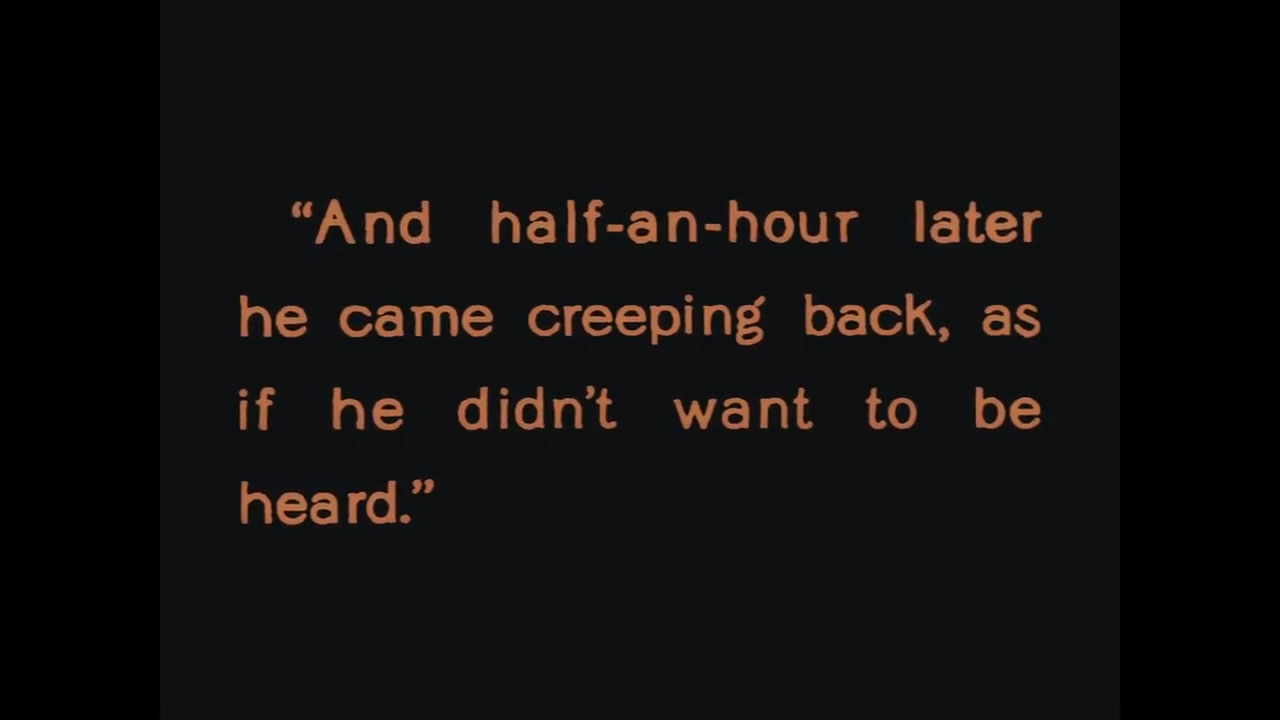 “And half-an-hour later
he came creeping back, as
if he didn’t want to be
heard.”